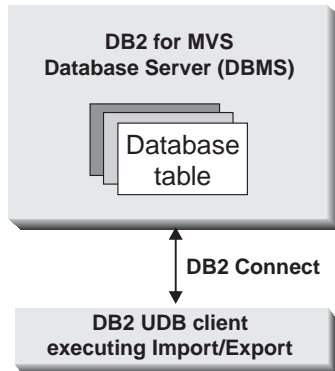 DB2 for MVS
Database Server (DBMS)
Database
table
DB2 Connect
DB2 UDB client
executing Import/Export